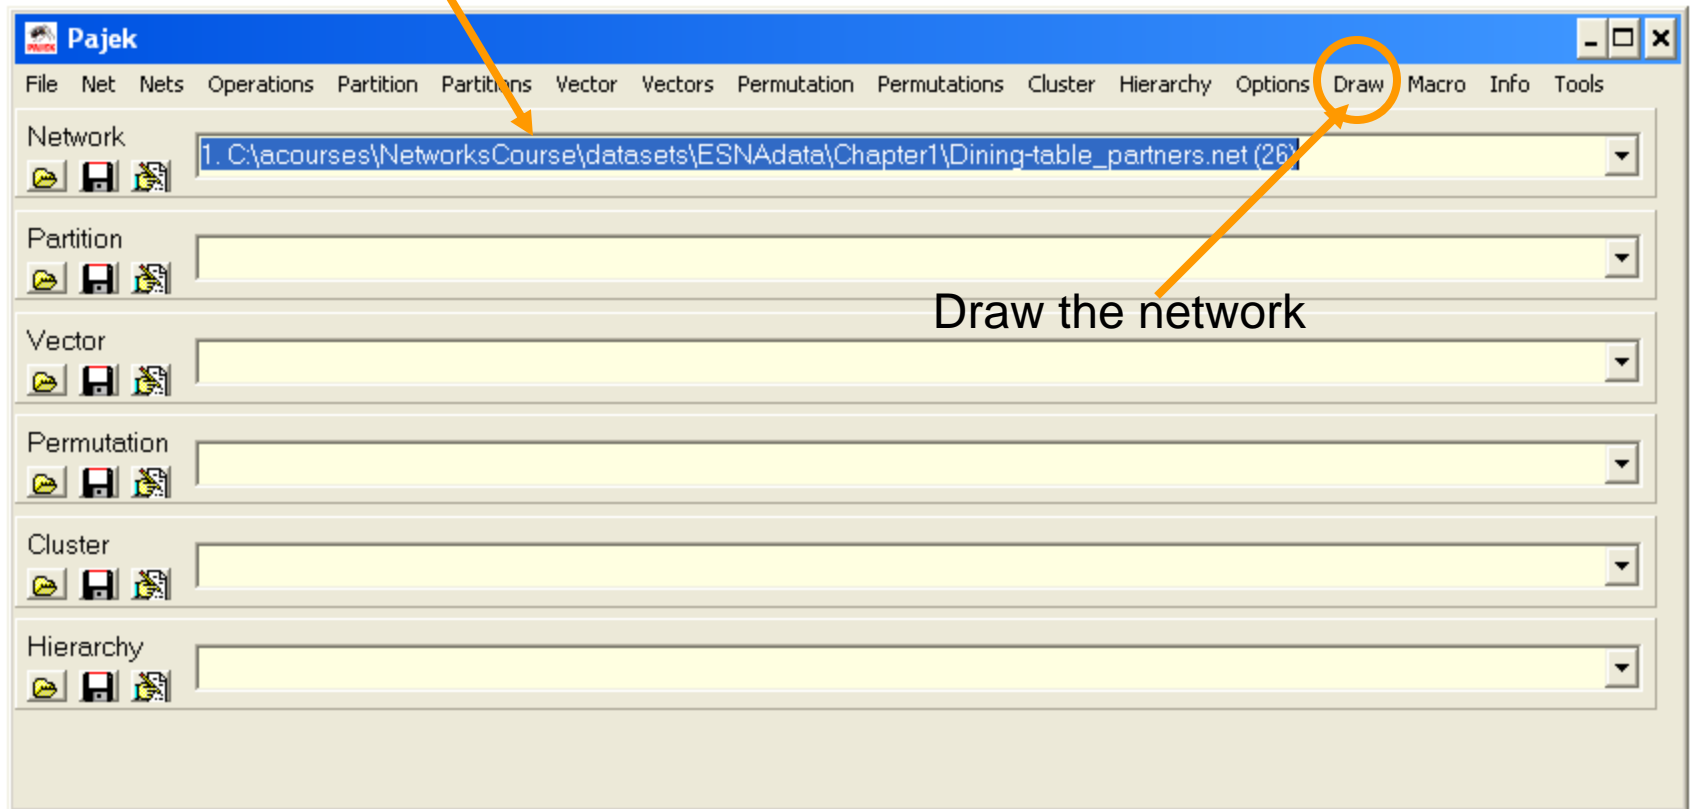 Pajek
File Net Nets Operations Partition Partitions Vector Vectors Permutation Permutations Cluster Hierarchy Options Draw Macro Info Tools
Network
1. C:\acourses\NetworksCourse\datasets\ESNAdata\Chapter1\Dining-table_partners.net (26)
Partition
Draw the network
Vector
Permutation
Cluster
Hierarchy